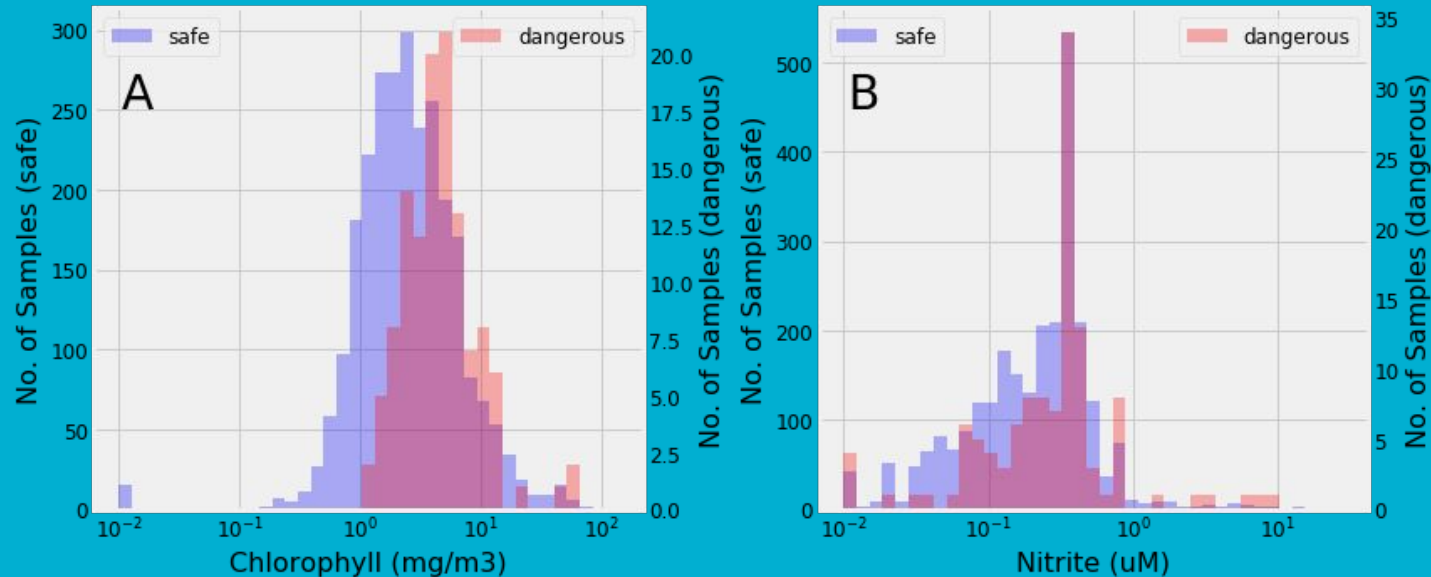 safe
dangerous
A
300
250
200
150
100
50
0
No. of Samples (safe)
20.0
17.5
15.0
12.5
10.0
7.5
5.0
2.5
0.0
No. of Samples (dangerous)
10⁻² 10⁻¹ 10⁰ 10¹ 10²
Chlorophyll (mg/m3)
safe
dangerous
B
500
400
300
200
100
0
No. of Samples (safe)
35
30
25
20
15
10
5
0
No. of Samples (dangerous)
10⁻² 10⁻¹ 10⁰ 10¹
Nitrite (uM)